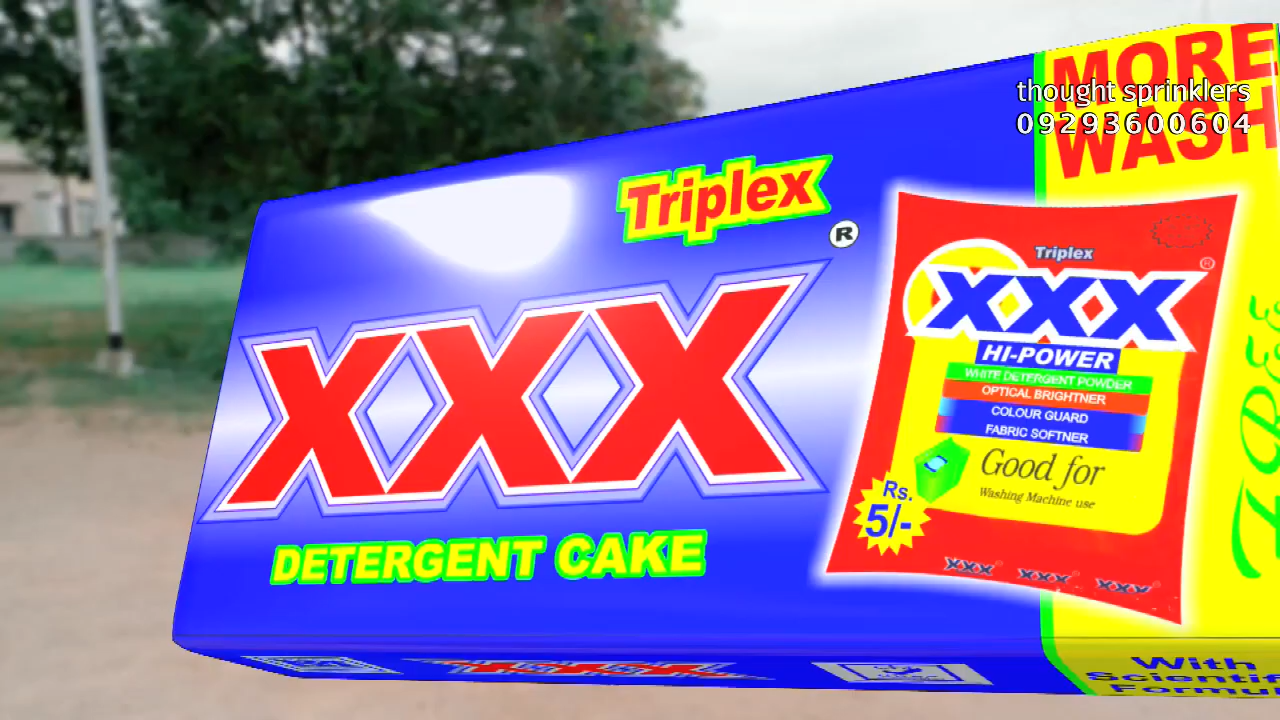 MORE
WASH
thought sprinklers
09293600604
Triplex
®
XXX
DETERGENT CAKE
Triplex
®
XXX
HI-POWER
WHITE DETERGENT POWDER
OPTICAL BRIGHTNER
COLOUR GUARD
FABRIC SOFTNER
Good for
Washing Machine use
Rs.
5/-
XXX XXX XXX
XXX
With